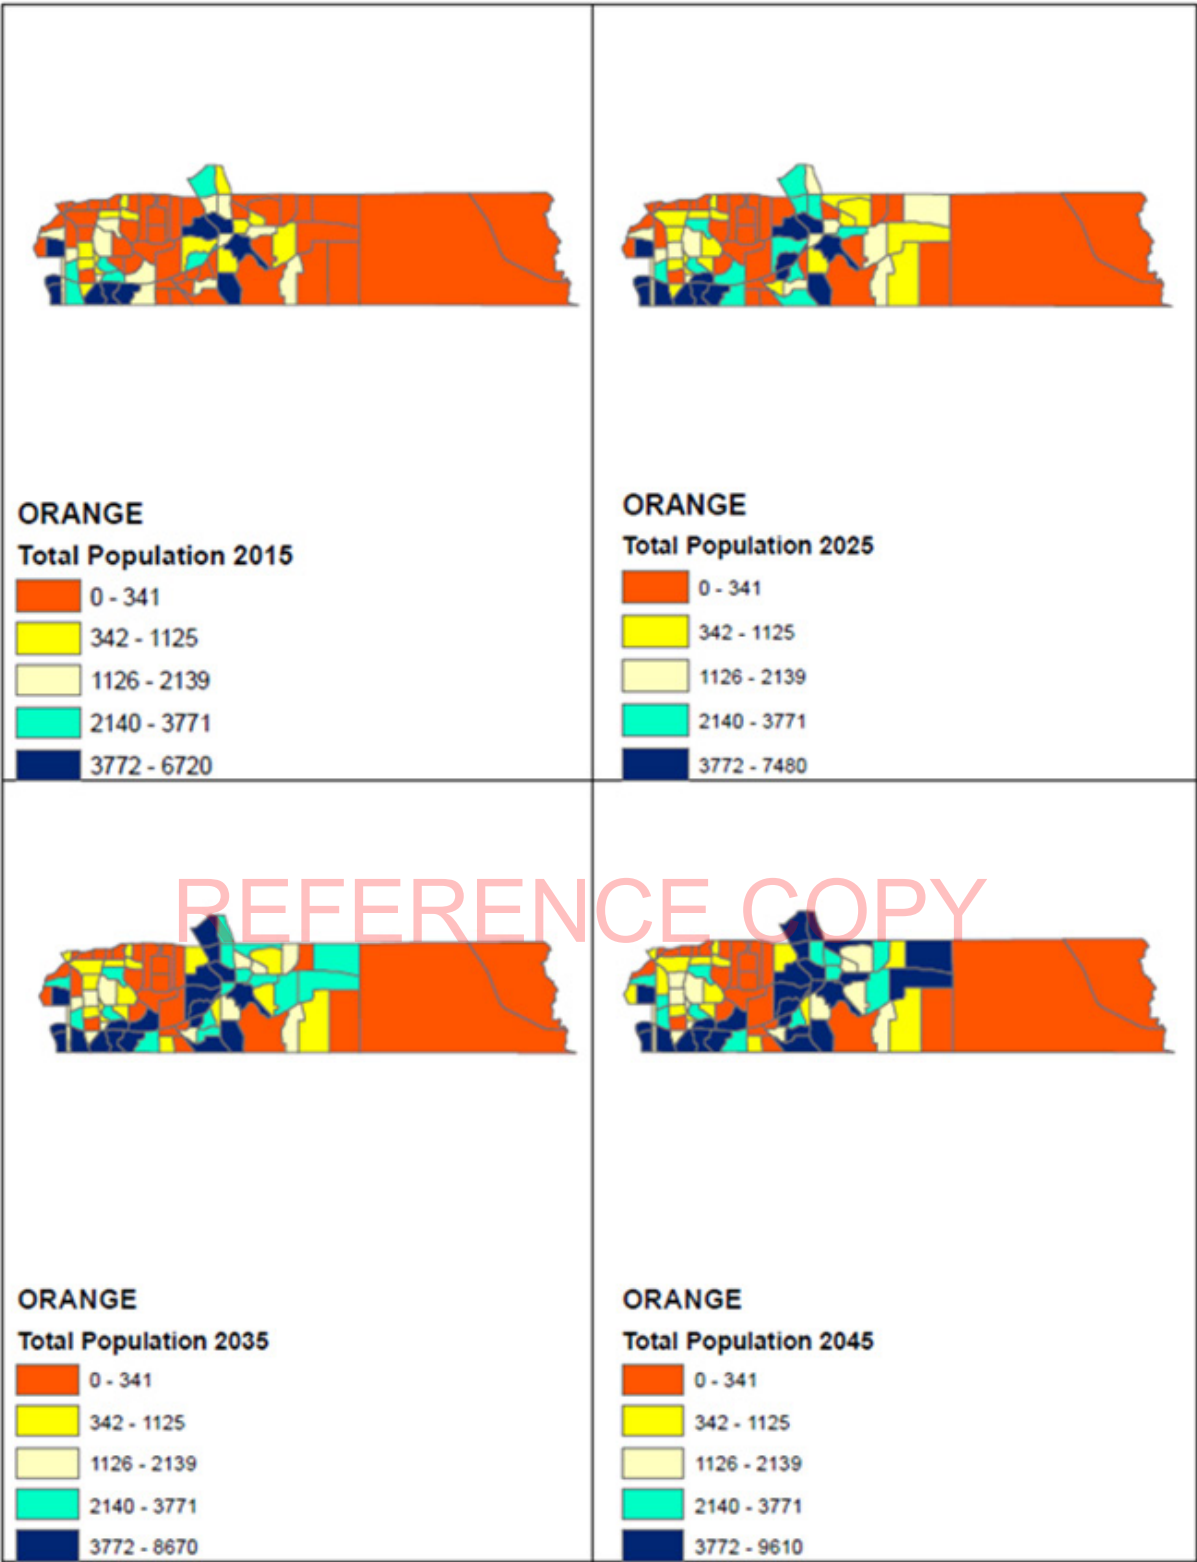 ORANGE
Total Population 2015
0 - 341
342 - 1125
1126 - 2139
2140 - 3771
3772 - 6720
ORANGE
Total Population 2025
0 - 341
342 - 1125
1126 - 2139
2140 - 3771
3772 - 7480
REFERENCE COPY
ORANGE
Total Population 2035
0 - 341
342 - 1125
1126 - 2139
2140 - 3771
3772 - 8670
ORANGE
Total Population 2045
0 - 341
342 - 1125
1126 - 2139
2140 - 3771
3772 - 9610